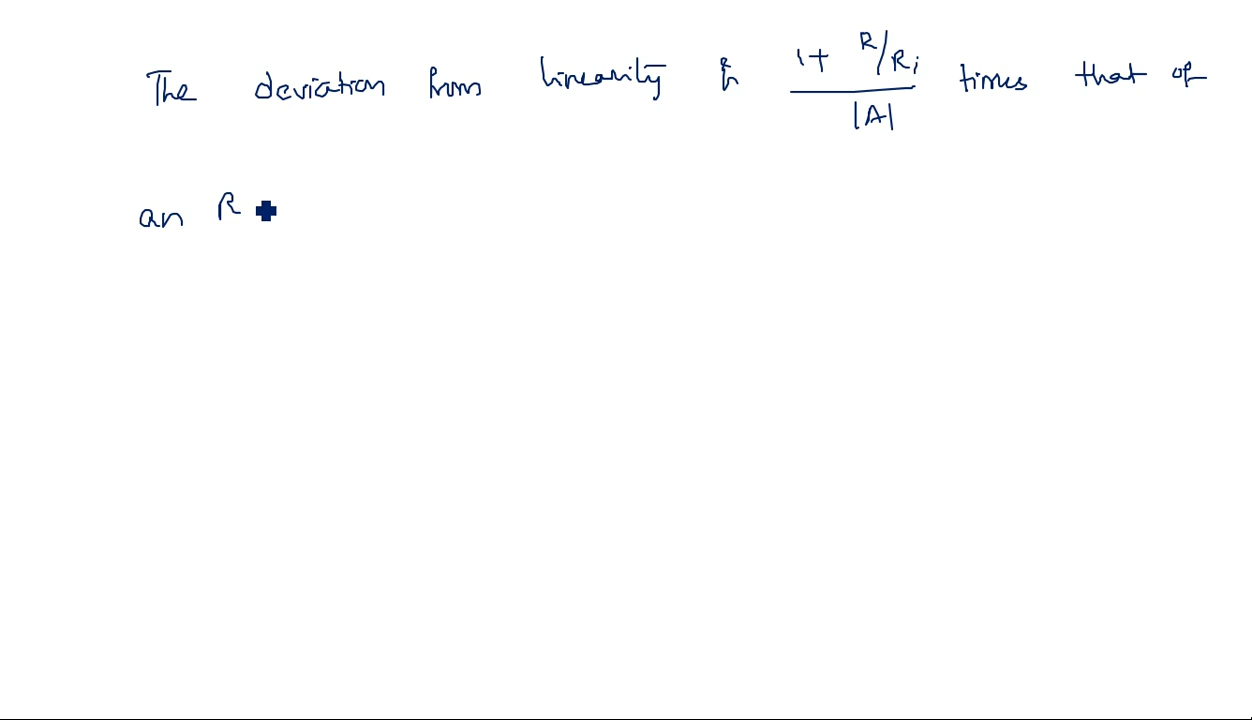 The deviation from linearity is (1+ R/Ri)/|A| times that of
an R